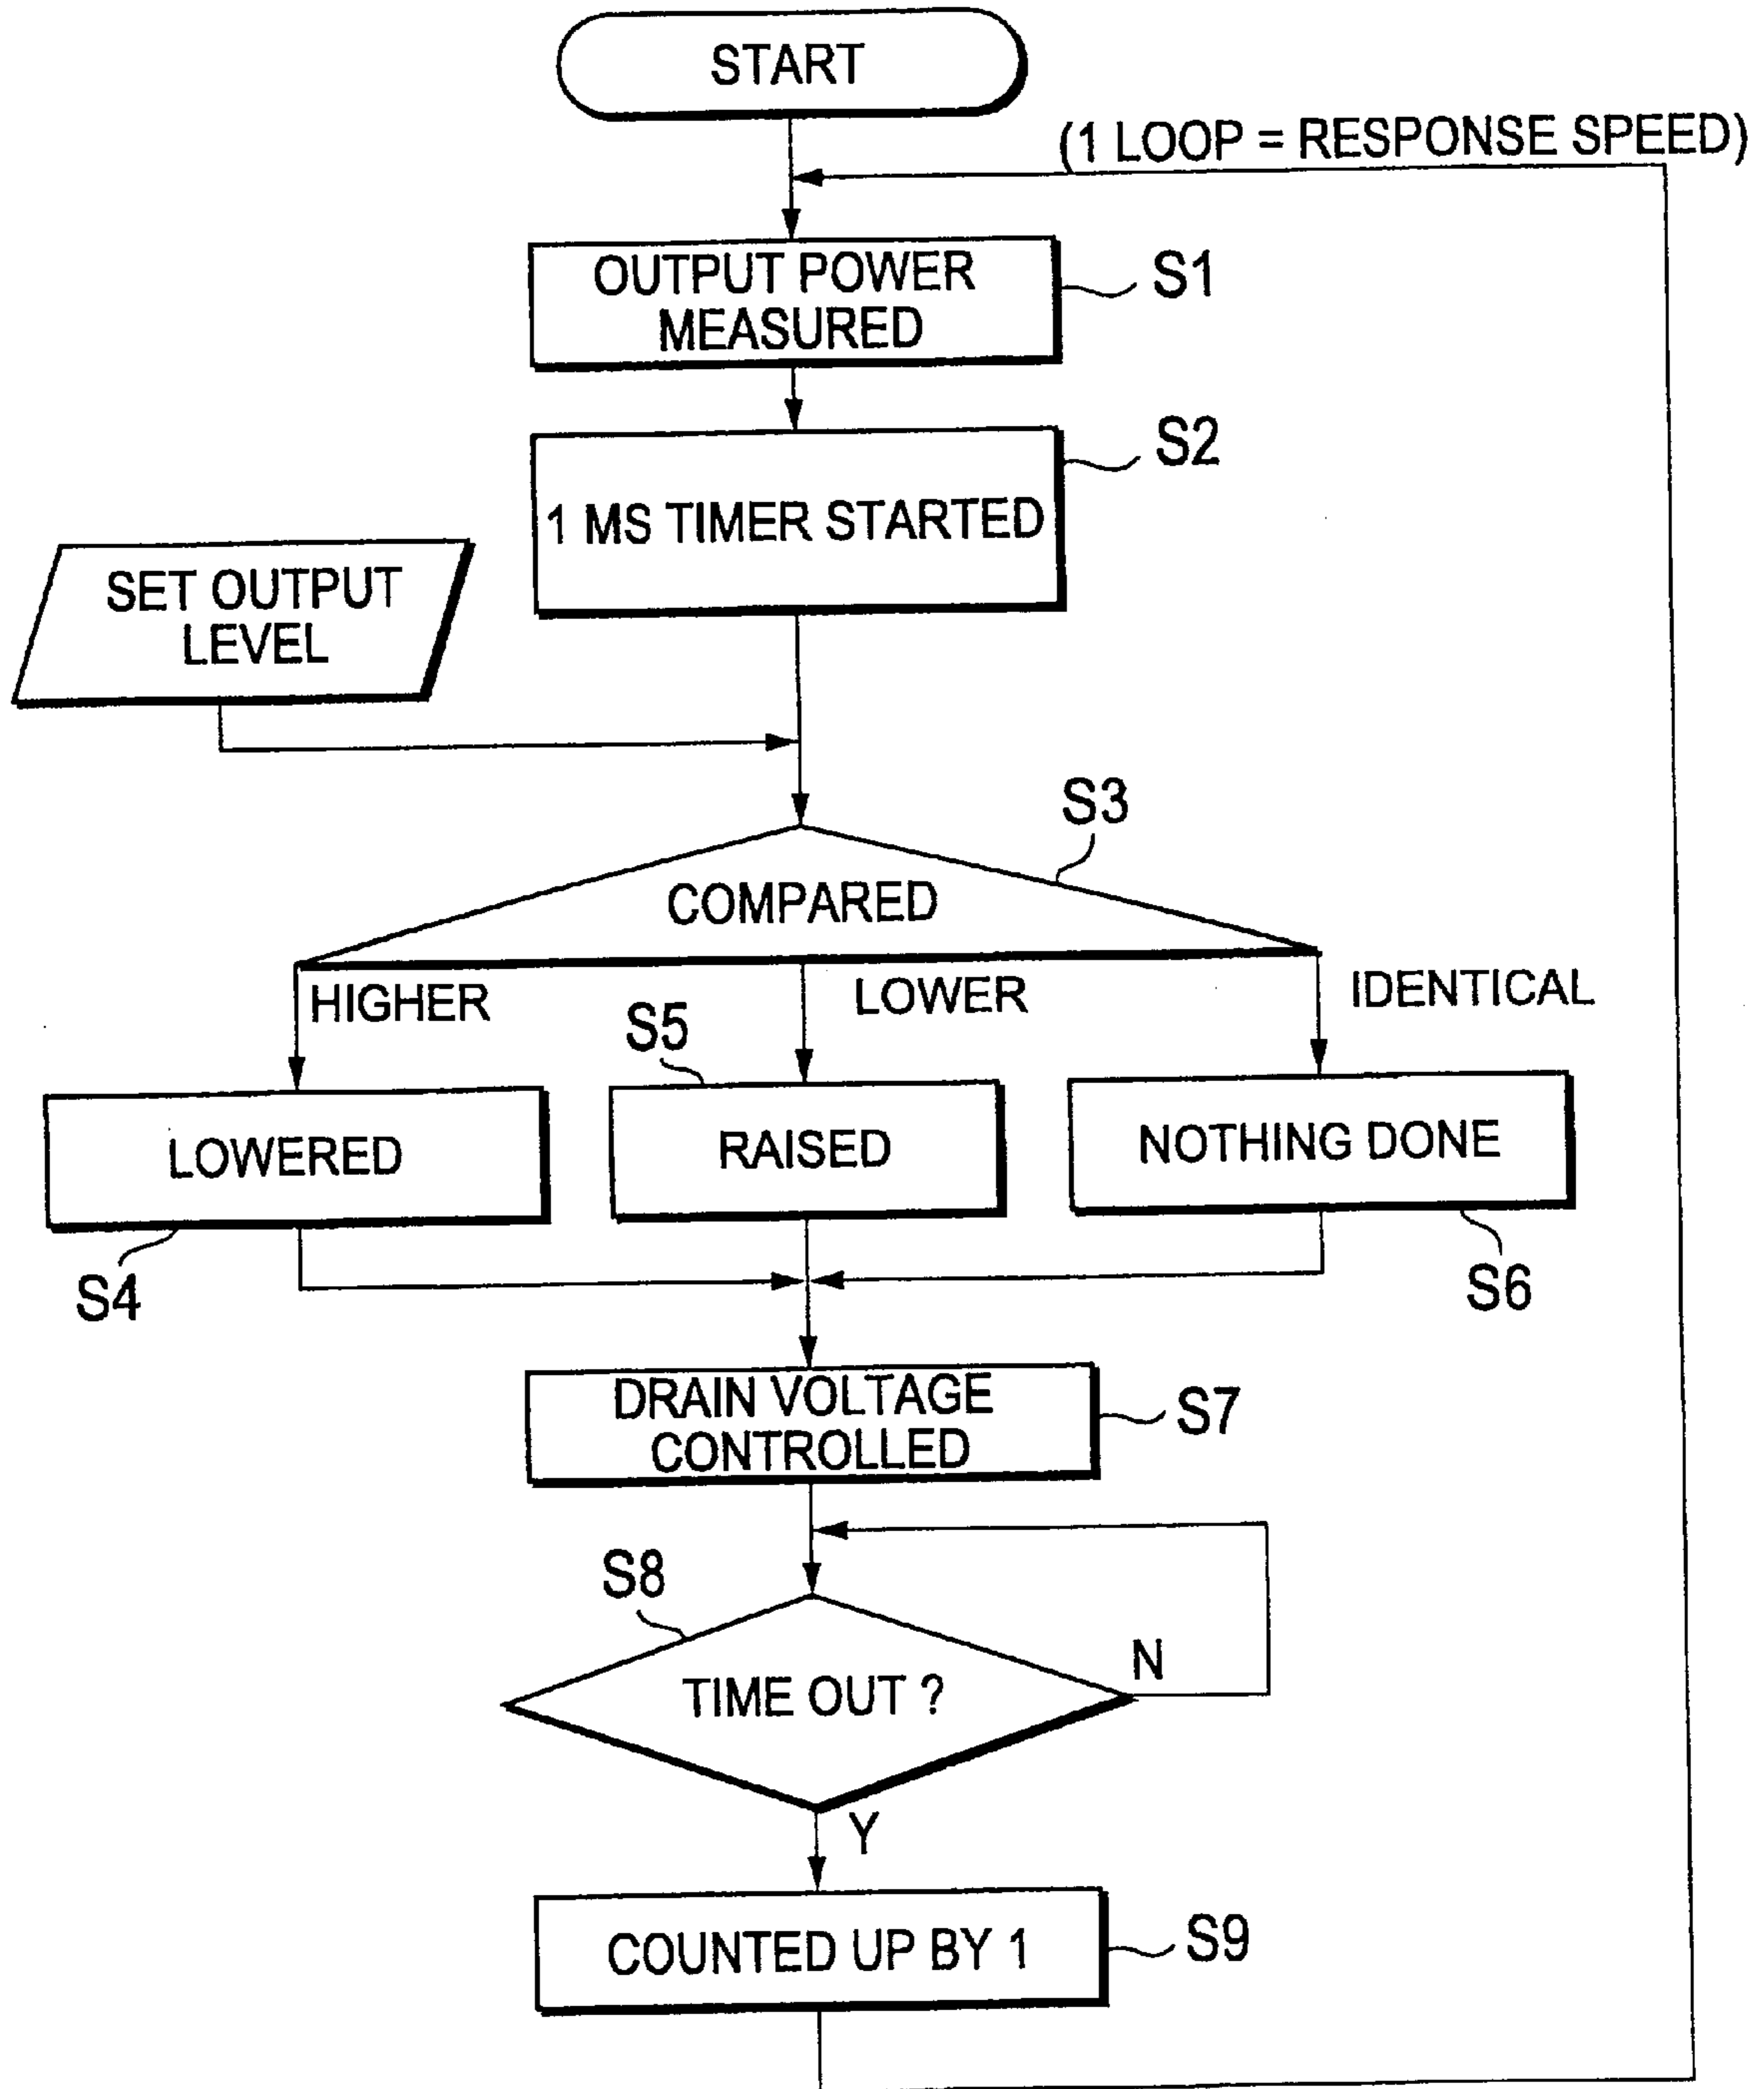 START
(1 LOOP = RESPONSE SPEED)
OUTPUT POWER
MEASURED
S1
1 MS TIMER STARTED
S2
SET OUTPUT
LEVEL
COMPARED
S3
HIGHER
LOWER
IDENTICAL
LOWERED
S4
S5
RAISED
NOTHING DONE
S6
DRAIN VOLTAGE
CONTROLLED
S7
S8
TIME OUT ?
N
Y
COUNTED UP BY 1
S9